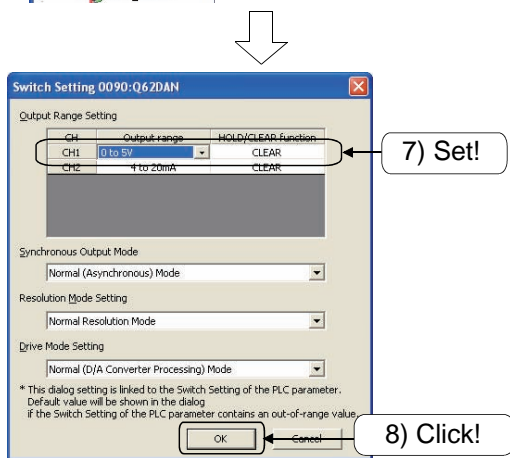 Switch Setting 0090:Q62DAN
Output Range Setting
CH Output range HOLD/CLEAR function
CH1 0 to 5V CLEAR
7) Set!
CH2 4 to 20mA CLEAR
Synchronous Output Mode
Normal (Asynchronous) Mode
Resolution Mode Setting
Normal Resolution Mode
Drive Mode Setting
Normal (D/A Converter Processing) Mode
* This dialog setting is linked to the Switch Setting of the PLC parameter.
Default value will be shown in the dialog
if the Switch Setting of the PLC parameter contains an out-of-range value.
OK Cancel
8) Click!